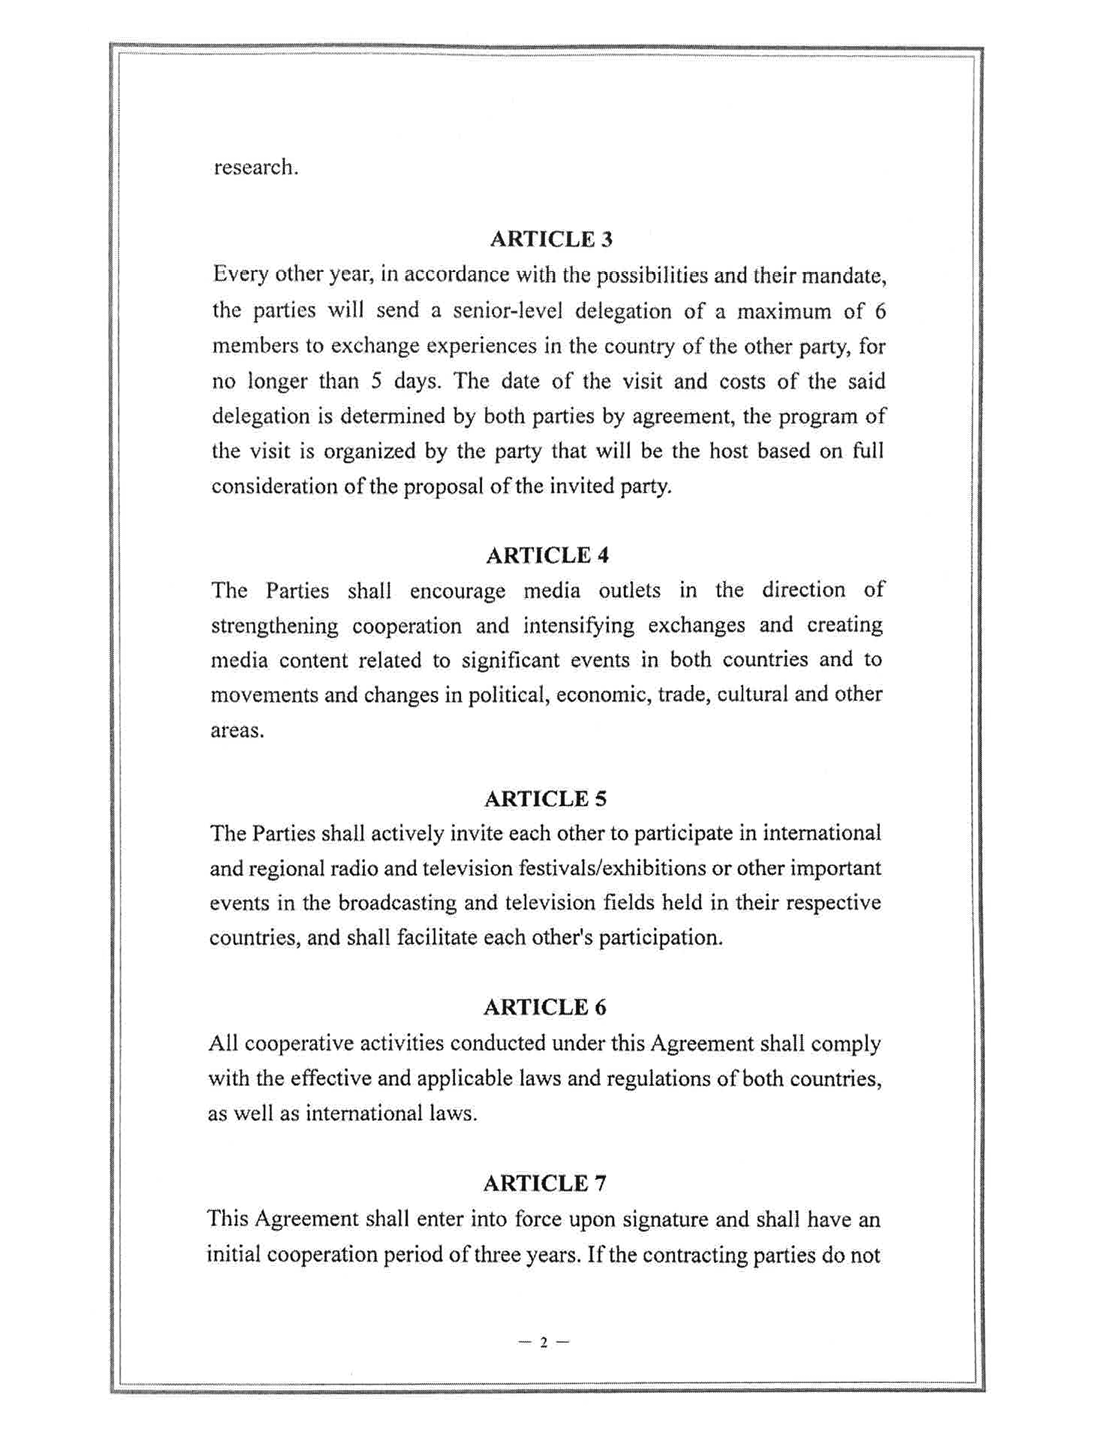 research.
ARTICLE 3
Every other year, in accordance with the possibilities and their mandate,
the parties will send a senior-level delegation of a maximum of 6
members to exchange experiences in the country of the other party, for
no longer than 5 days. The date of the visit and costs of the said
delegation is determined by both parties by agreement, the program of
the visit is organized by the party that will be the host based on full
consideration of the proposal of the invited party.
ARTICLE 4
The Parties shall encourage media outlets in the direction of
strengthening cooperation and intensifying exchanges and creating
media content related to significant events in both countries and to
movements and changes in political, economic, trade, cultural and other
areas.
ARTICLE 5
The Parties shall actively invite each other to participate in international
and regional radio and television festivals/exhibitions or other important
events in the broadcasting and television fields held in their respective
countries, and shall facilitate each other's participation.
ARTICLE 6
All cooperative activities conducted under this Agreement shall comply
with the effective and applicable laws and regulations of both countries,
as well as international laws.
ARTICLE 7
This Agreement shall enter into force upon signature and shall have an
initial cooperation period of three years. If the contracting parties do not
— 2 —